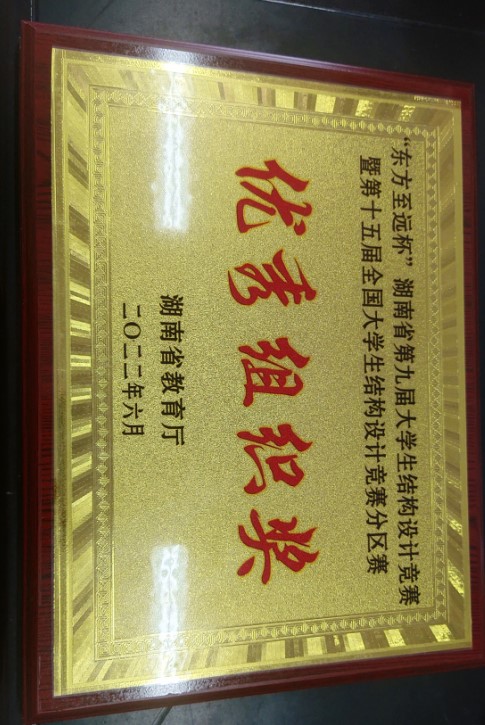 “东方至远杯”湖南省第九届大学生结构设计竞赛
暨第十五届全国大学生结构设计竞赛分区赛
优秀组织奖
湖南省教育厅
二〇二二年六月